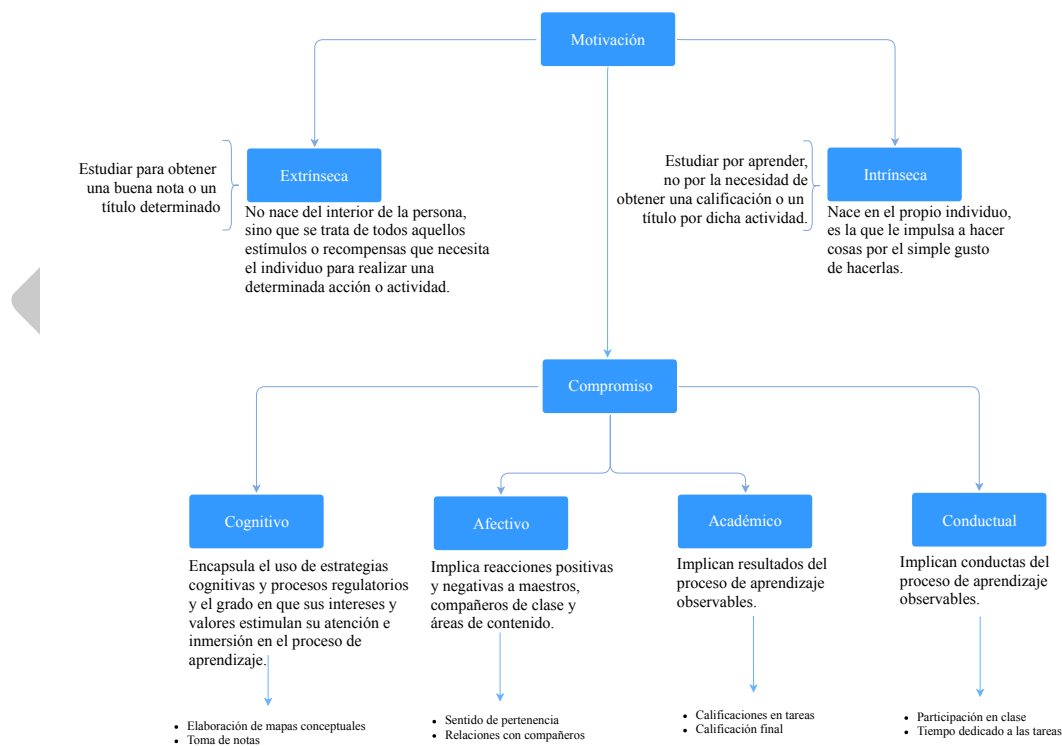 Motivación
Estudiar para obtener
una buena nota o un
título determinado
Extrínseca
No nace del interior de la persona,
sino que se trata de todos aquellos
estímulos o recompensas que necesita
el individuo para realizar una
determinada acción o actividad.
Estudiar por aprender,
no por la necesidad de
obtener una calificación o un
título por dicha actividad.
Intrínseca
Nace en el propio individuo,
es la que le impulsa a hacer
cosas por el simple gusto
de hacerlas.
Compromiso
Cognitivo
Encapsula el uso de estrategias
cognitivas y procesos regulatorios
y el grado en que sus intereses y
valores estimulan su atención e
inmersión en el proceso de
aprendizaje.
• Elaboración de mapas conceptuales
• Toma de notas
Afectivo
Implica reacciones positivas
y negativas a maestros,
compañeros de clase y
áreas de contenido.
• Sentido de pertenencia
• Relaciones con compañeros
Académico
Implican resultados del
proceso de aprendizaje
observables.
• Calificaciones en tareas
• Calificación final
Conductual
Implican conductas del
proceso de aprendizaje
observables.
• Participación en clase
• Tiempo dedicado a las tareas